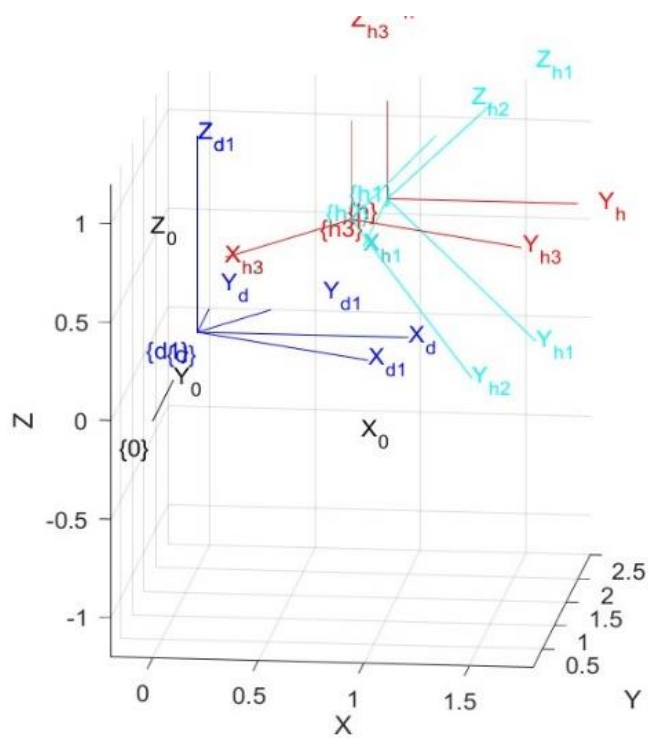 Z_h3
Z_h1
Z_h2
Z_d1
{h1}
Y_h
Z_0
{h3}
X_h1
Y_h3
X_h3
Y_d
Y_d1
X_d
Y_h1
{d1}
{d}
X_d1
Y_0
Y_h2
{0}
X_0
1
0.5
0
-0.5
-1
Z
0
0.5
1
1.5
X
0.5
1
1.5
2
2.5
Y